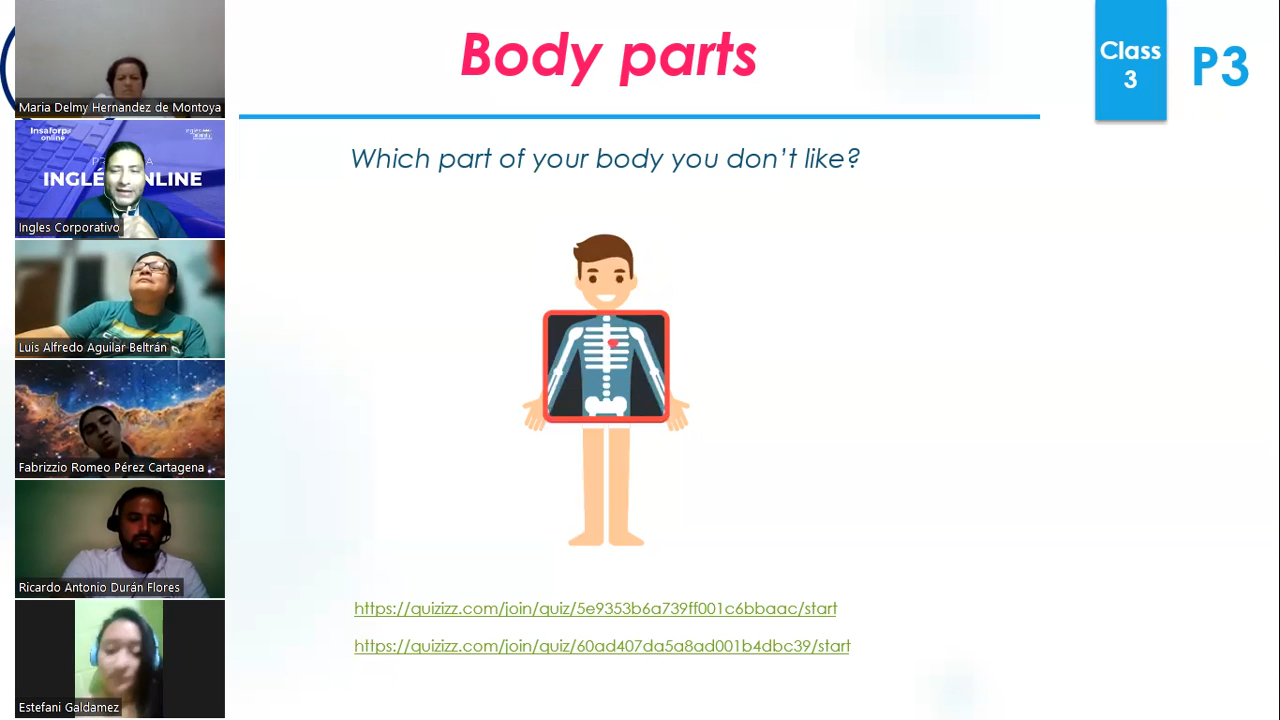 Body parts
Class
3
P3
Which part of your body you don't like?
https://quizizz.com/join/quiz/5e9353b6a739ff001c6bbaac/start
https://quizizz.com/join/quiz/60ad407da5a8ad001b4dbc39/start
Maria Delmy Hernandez de Montoya
Insaforp
online
INGLÉ NLINE
Ingles Corporativo
Luis Alfredo Aguilar Beltrán
Fabrizzio Romeo Pérez Cartagena
Ricardo Antonio Durán Flores
Estefani Galdamez